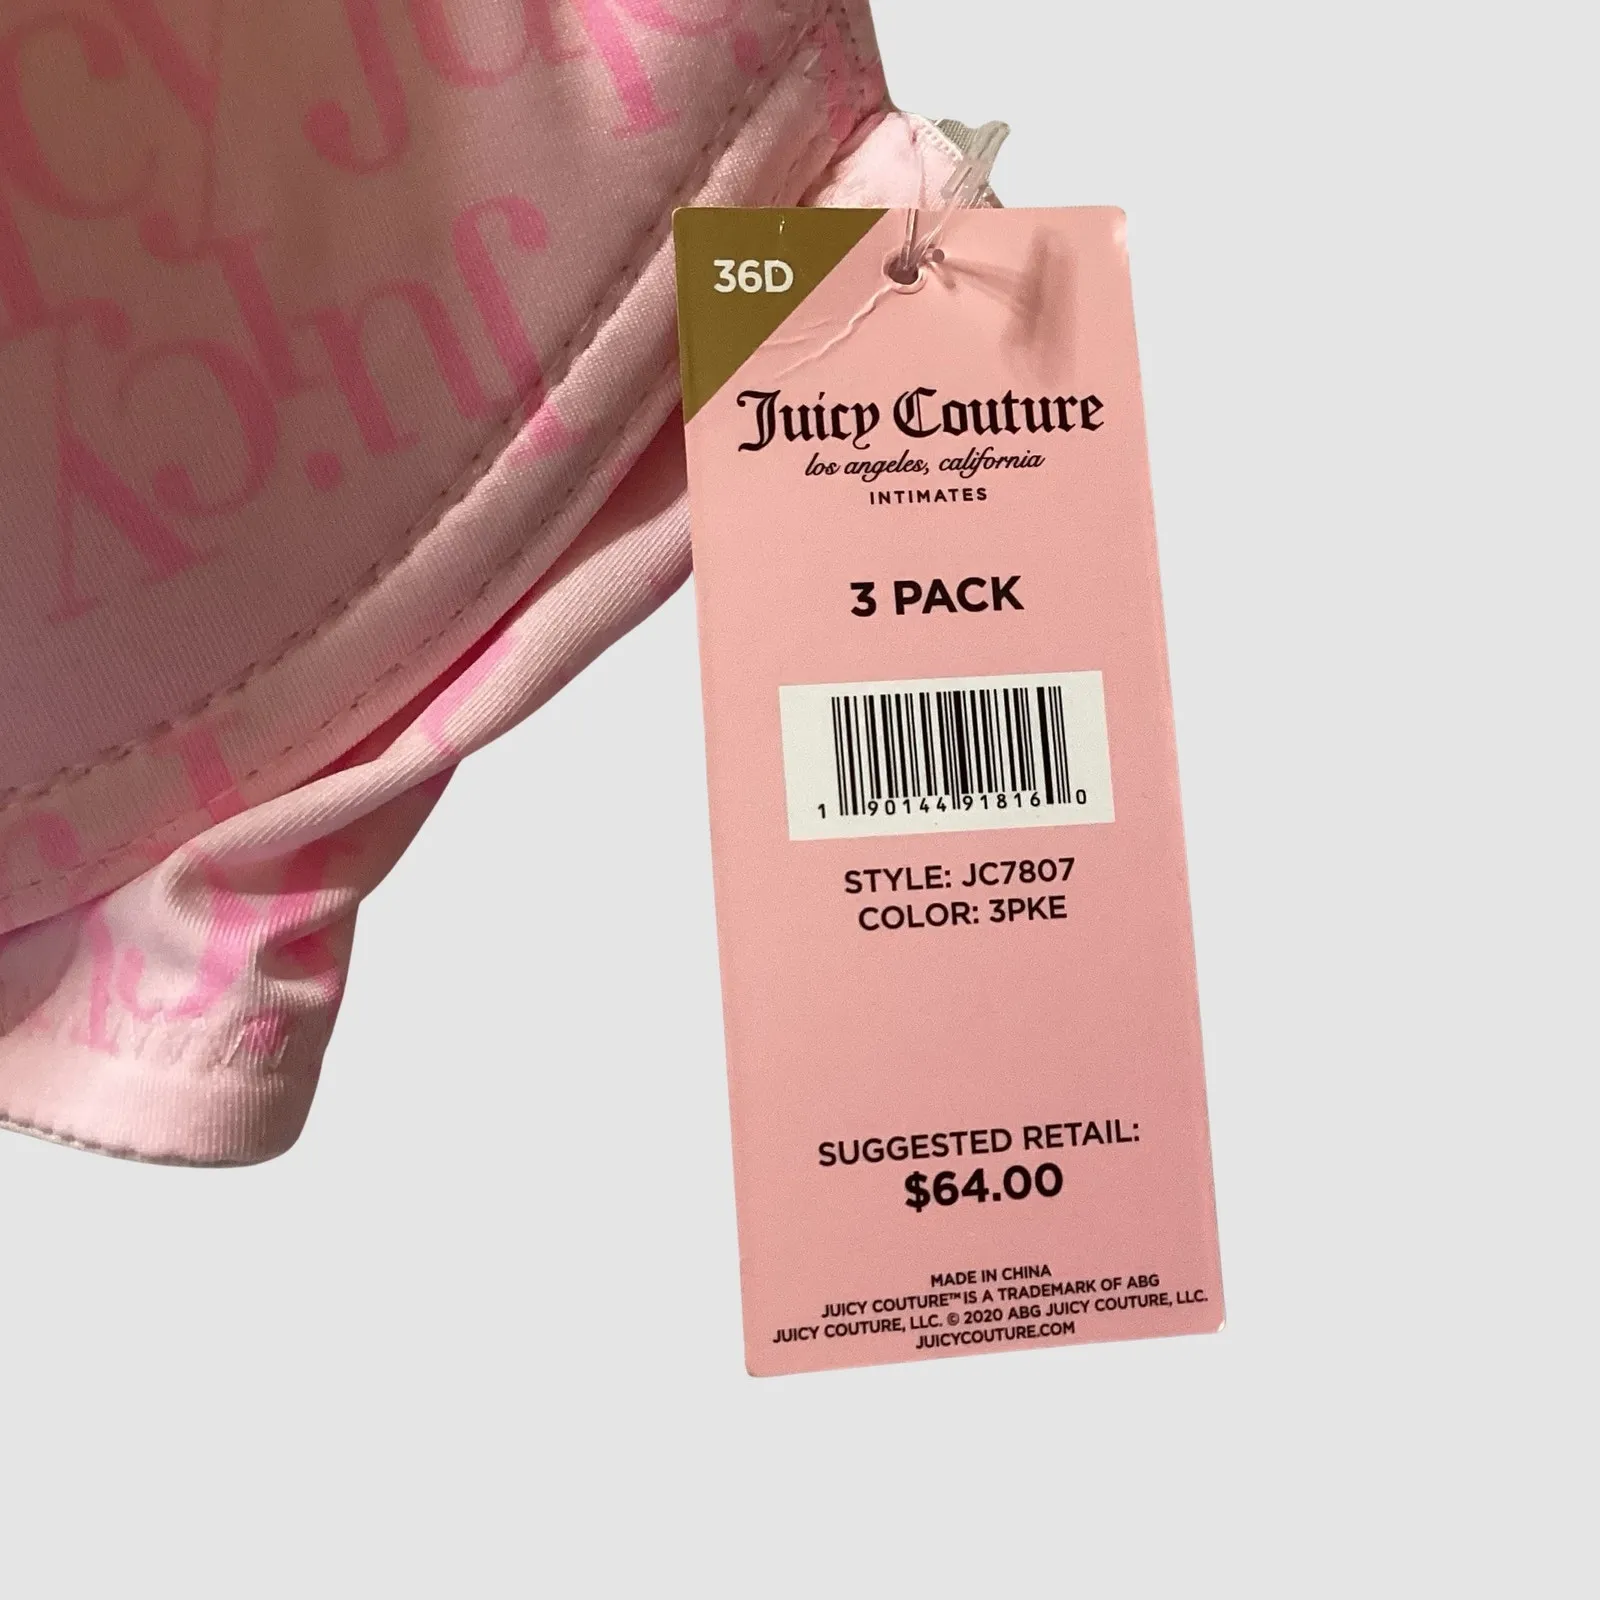 Juicy
36D
Juicy Couture
los angeles, california
INTIMATES
3 PACK
1 90144 91816 0
STYLE: JC7807
COLOR: 3PKE
SUGGESTED RETAIL:
$64.00
MADE IN CHINA
JUICY COUTURE™ IS A TRADEMARK OF ABG
JUICY COUTURE, LLC. © 2020 ABG JUICY COUTURE, LLC.
JUICYCOUTURE.COM